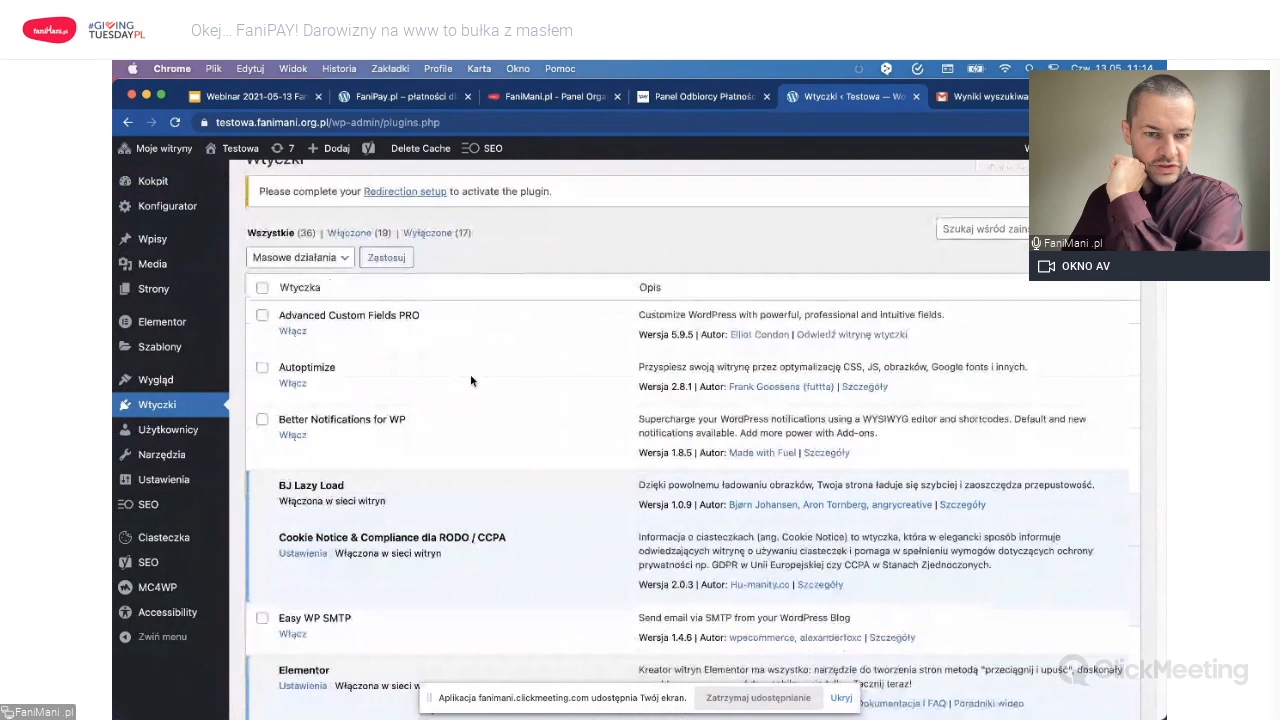 faniMani.pl
#GIVING
TUESDAYPL
Okej... FaniPAY! Darowizny na www to bułka z masłem
Chrome Plik Edytuj Widok Historia Zakładki Profile Karta Okno Pomoc
Czw. 13.05 11:14
Webinar 2021-05-13 Fan
FaniPay.pl – płatności dl
FaniMani.pl - Panel Orga
Panel Odbiorcy Płatnośc
Wtyczki ‹ Testowa — Wo
Wyniki wyszukiwa
testowa.fanimani.org.pl/wp-admin/plugins.php
Moje witryny Testowa 7 Dodaj Delete Cache SEO
Kokpit
Konfigurator
Wpisy
Media
Strony
Elementor
Szablony
Wygląd
Wtyczki
Użytkownicy
Narzędzia
Ustawienia
SEO
Ciasteczka
SEO
MC4WP
Accessibility
Zwiń menu
Wtyczki
Please complete your Redirection setup to activate the plugin.
Wszystkie (36) | Włączone (19) | Wyłączone (17)
Szukaj wśród zains
Masowe działania Zastosuj
Wtyczka Opis
Advanced Custom Fields PRO
Włącz
Customize WordPress with powerful, professional and intuitive fields.
Wersja 5.9.5 | Autor: Elliot Condon | Odwiedź witrynę wtyczki
Autoptimize
Włącz
Przyspiesz swoją witrynę przez optymalizację CSS, JS, obrazków, Google fonts i innych.
Wersja 2.8.1 | Autor: Frank Goossens (futtta) | Szczegóły
Better Notifications for WP
Włącz
Supercharge your WordPress notifications using a WYSIWYG editor and shortcodes. Default and new
notifications available. Add more power with Add-ons.
Wersja 1.8.5 | Autor: Made with Fuel | Szczegóły
BJ Lazy Load
Włączona w sieci witryn
Dzięki powolnemu ładowaniu obrazków, Twoja strona ładuje się szybciej i zaoszczędza przepustowość.
Wersja 1.0.9 | Autor: Bjørn Johansen, Aron Tornberg, angrycreative | Szczegóły
Cookie Notice & Compliance dla RODO / CCPA
Ustawienia Włączona w sieci witryn
Informacja o ciasteczkach (ang. Cookie Notice) to wtyczka, która w elegancki sposób informuje
odwiedzających witrynę o używaniu ciasteczek i pomaga w spełnieniu wymogów dotyczących ochrony
prywatności np. GDPR w Unii Europejskiej czy CCPA w Stanach Zjednoczonych.
Wersja 2.0.3 | Autor: Hu-manity.co | Szczegóły
Easy WP SMTP
Włącz
Send email via SMTP from your WordPress Blog
Wersja 1.4.6 | Autor: wpecommerce, alexanderfoxc | Szczegóły
Elementor
Ustawienia Włączona w sieci w
Kreator witryn Elementor ma wszystko: narzędzie do tworzenia stron metodą "przeciągnij i upuść", doskonały
teraz!
Dokumentacja i FAQ | Poradniki wideo
Aplikacja fanimani.clickmeeting.com udostępnia Twój ekran. Zatrzymaj udostępnianie Ukryj
FaniMani .pl
OKNO AV
ClickMeeting
FaniMani .pl